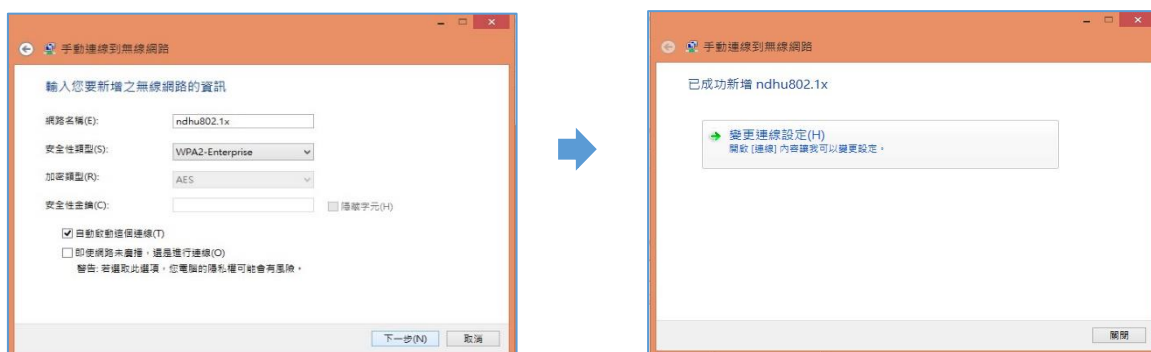 手動連線到無線網路
輸入您要新增之無線網路的資訊
網路名稱(E): ndhu802.1x
安全性類型(S): WPA2-Enterprise
加密類型(R): AES
安全性金鑰(C): 隱藏字元(H)
自動啟動這個連線(T)
即使網路未廣播,還是進行連線(O)
警告: 若選取此選項,您電腦的隱私權可能會有風險。
下一步(N) 取消
手動連線到無線網路
已成功新增 ndhu802.1x
變更連線設定(H)
開啟 [連線] 內容讓我可以變更設定。
關閉